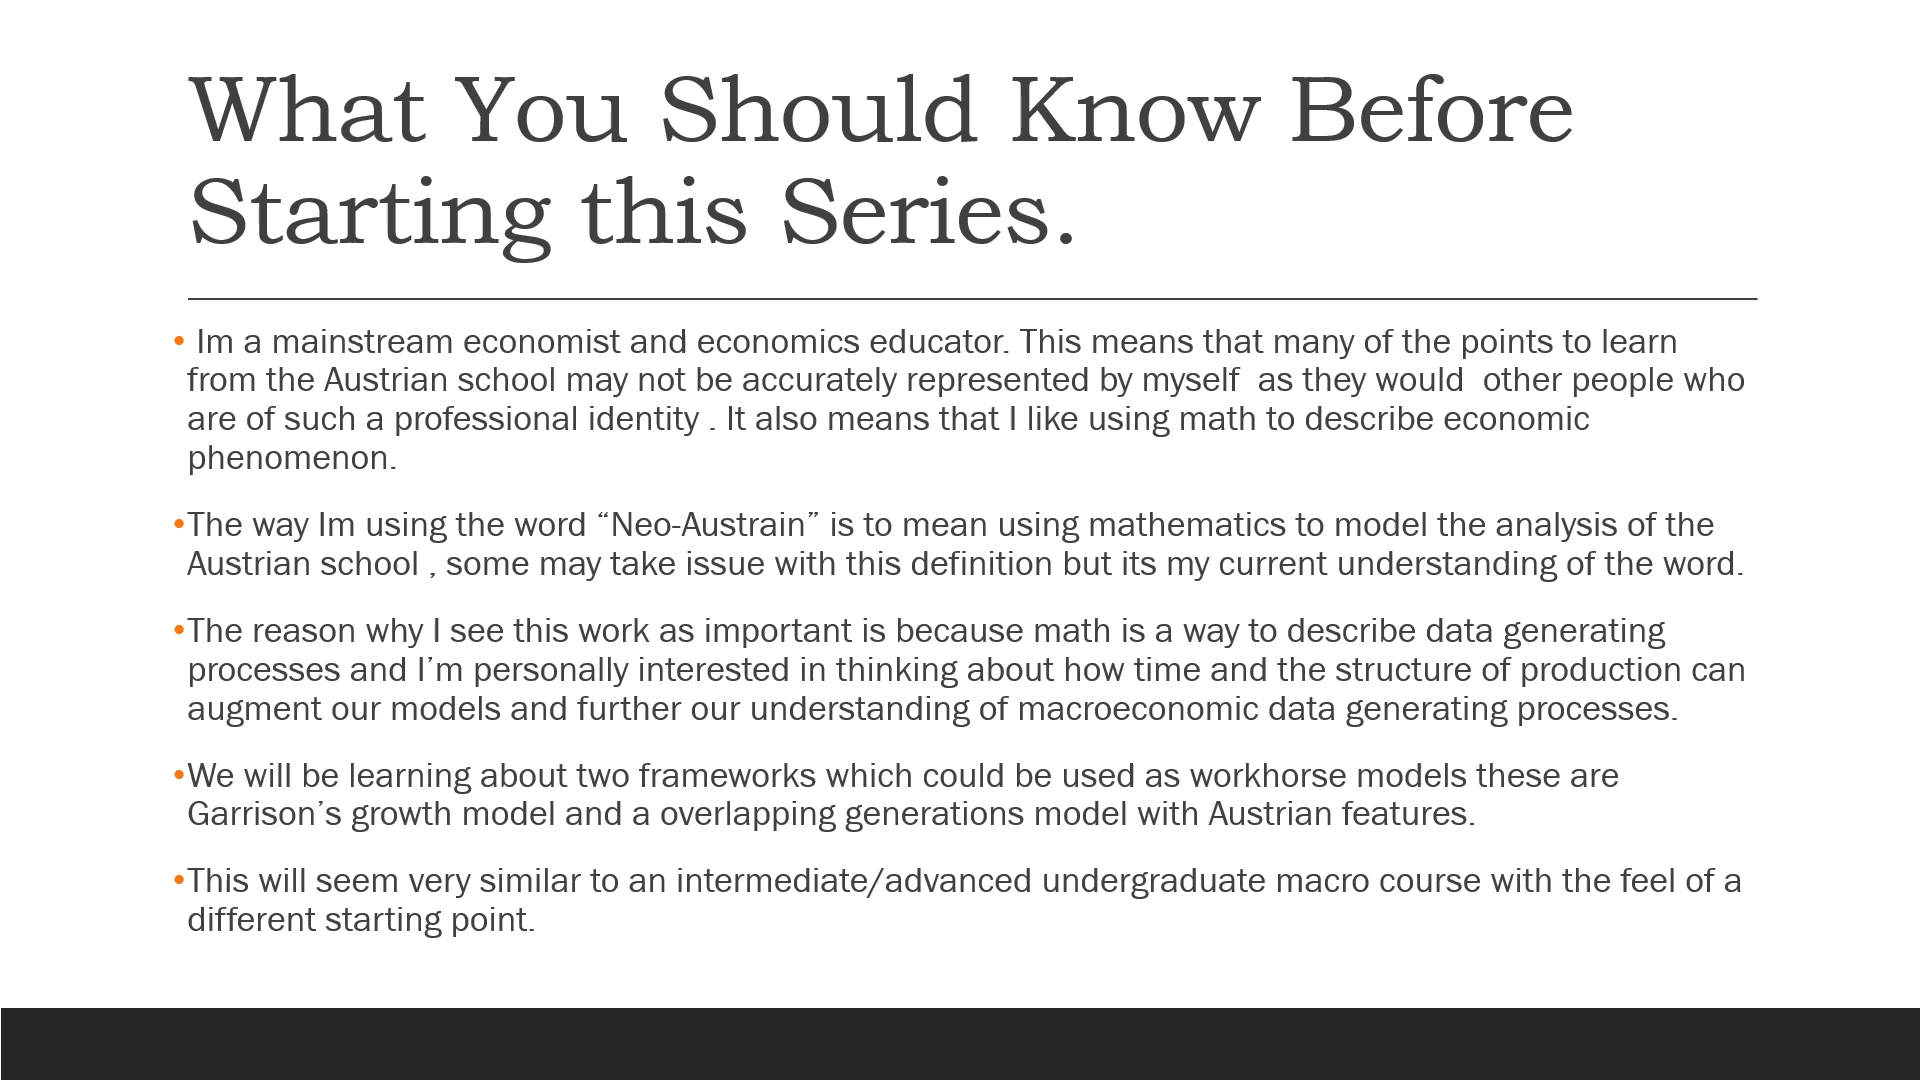 What You Should Know Before
Starting this Series.
• Im a mainstream economist and economics educator. This means that many of the points to learn
from the Austrian school may not be accurately represented by myself  as they would  other people who
are of such a professional identity . It also means that I like using math to describe economic
phenomenon.
•The way Im using the word “Neo-Austrain” is to mean using mathematics to model the analysis of the
Austrian school , some may take issue with this definition but its my current understanding of the word.
•The reason why I see this work as important is because math is a way to describe data generating
processes and I’m personally interested in thinking about how time and the structure of production can
augment our models and further our understanding of macroeconomic data generating processes.
•We will be learning about two frameworks which could be used as workhorse models these are
Garrison’s growth model and a overlapping generations model with Austrian features.
•This will seem very similar to an intermediate/advanced undergraduate macro course with the feel of a
different starting point.